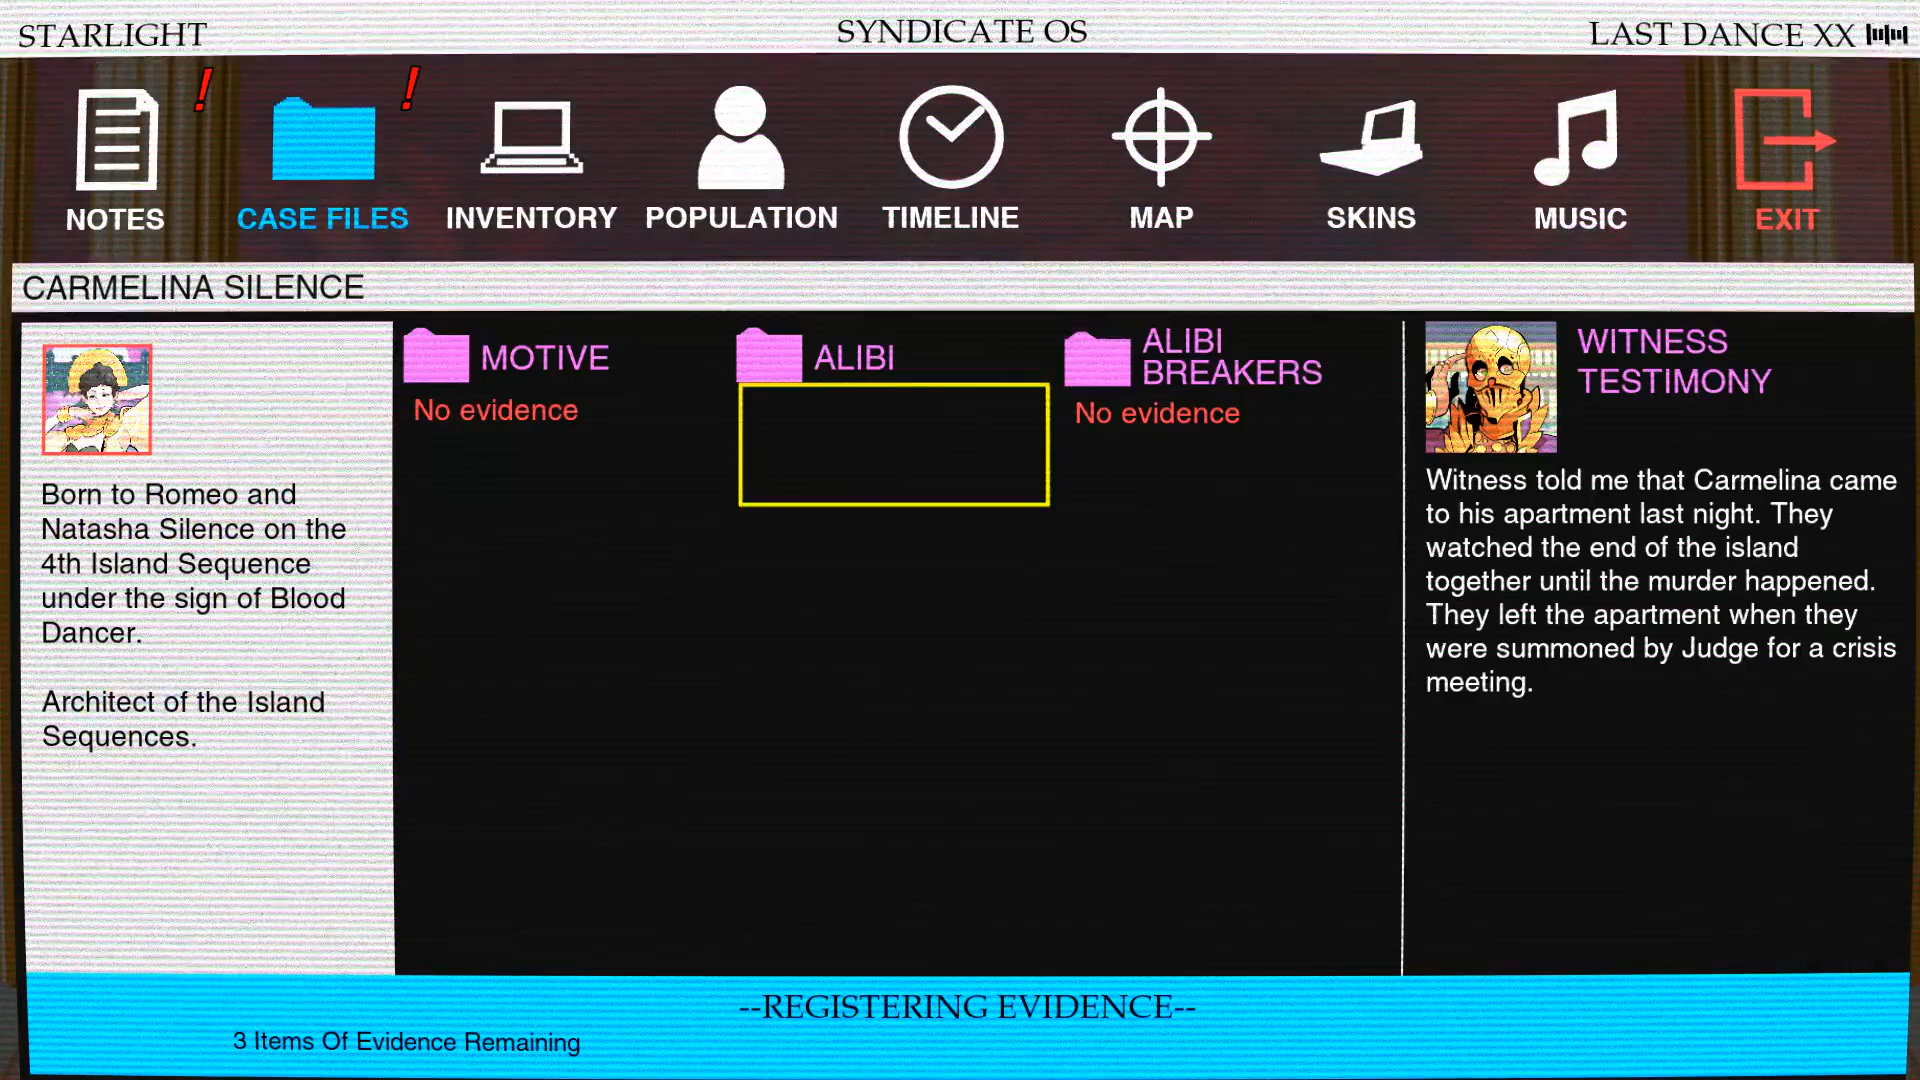 STARLIGHT
SYNDICATE OS
LAST DANCE XX
!
!
NOTES
CASE FILES
INVENTORY
POPULATION
TIMELINE
MAP
SKINS
MUSIC
EXIT
CARMELINA SILENCE
Born to Romeo and
Natasha Silence on the
4th Island Sequence
under the sign of Blood
Dancer.
Architect of the Island
Sequences.
MOTIVE
No evidence
ALIBI
ALIBI
BREAKERS
No evidence
WITNESS
TESTIMONY
Witness told me that Carmelina came
to his apartment last night. They
watched the end of the island
together until the murder happened.
They left the apartment when they
were summoned by Judge for a crisis
meeting.
--REGISTERING EVIDENCE--
3 Items Of Evidence Remaining